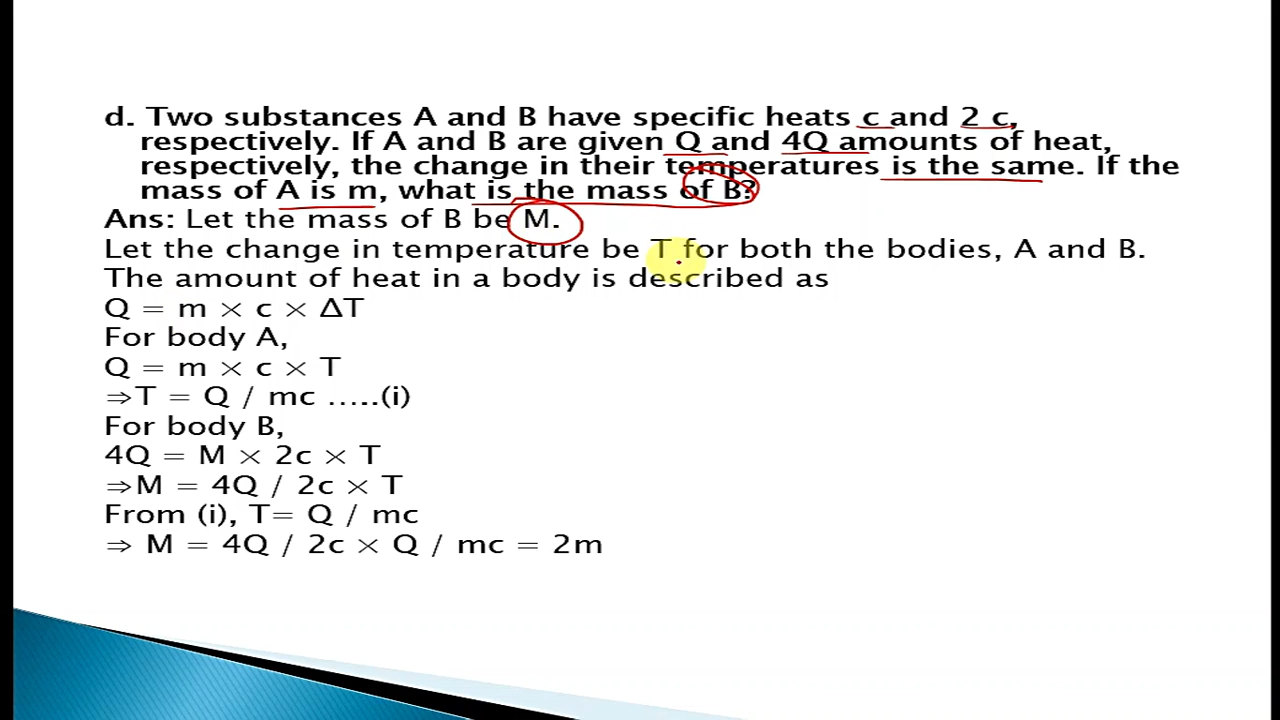 d. Two substances A and B have specific heats c and 2 c,
respectively. If A and B are given Q and 4Q amounts of heat,
respectively, the change in their temperatures is the same. If the
mass of A is m, what is the mass of B?
Ans: Let the mass of B be M.
Let the change in temperature be T for both the bodies, A and B.
The amount of heat in a body is described as
Q = m × c × ΔT
For body A,
Q = m × c × T
⇒T = Q / mc …..(i)
For body B,
4Q = M × 2c × T
⇒M = 4Q / 2c × T
From (i), T= Q / mc
⇒ M = 4Q / 2c × Q / mc = 2m